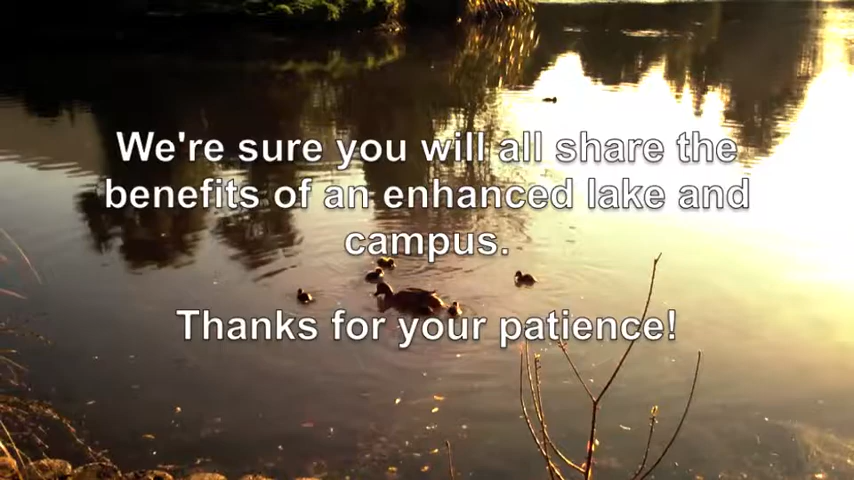 We're sure you will all share the
benefits of an enhanced lake and
campus.
Thanks for your patience!